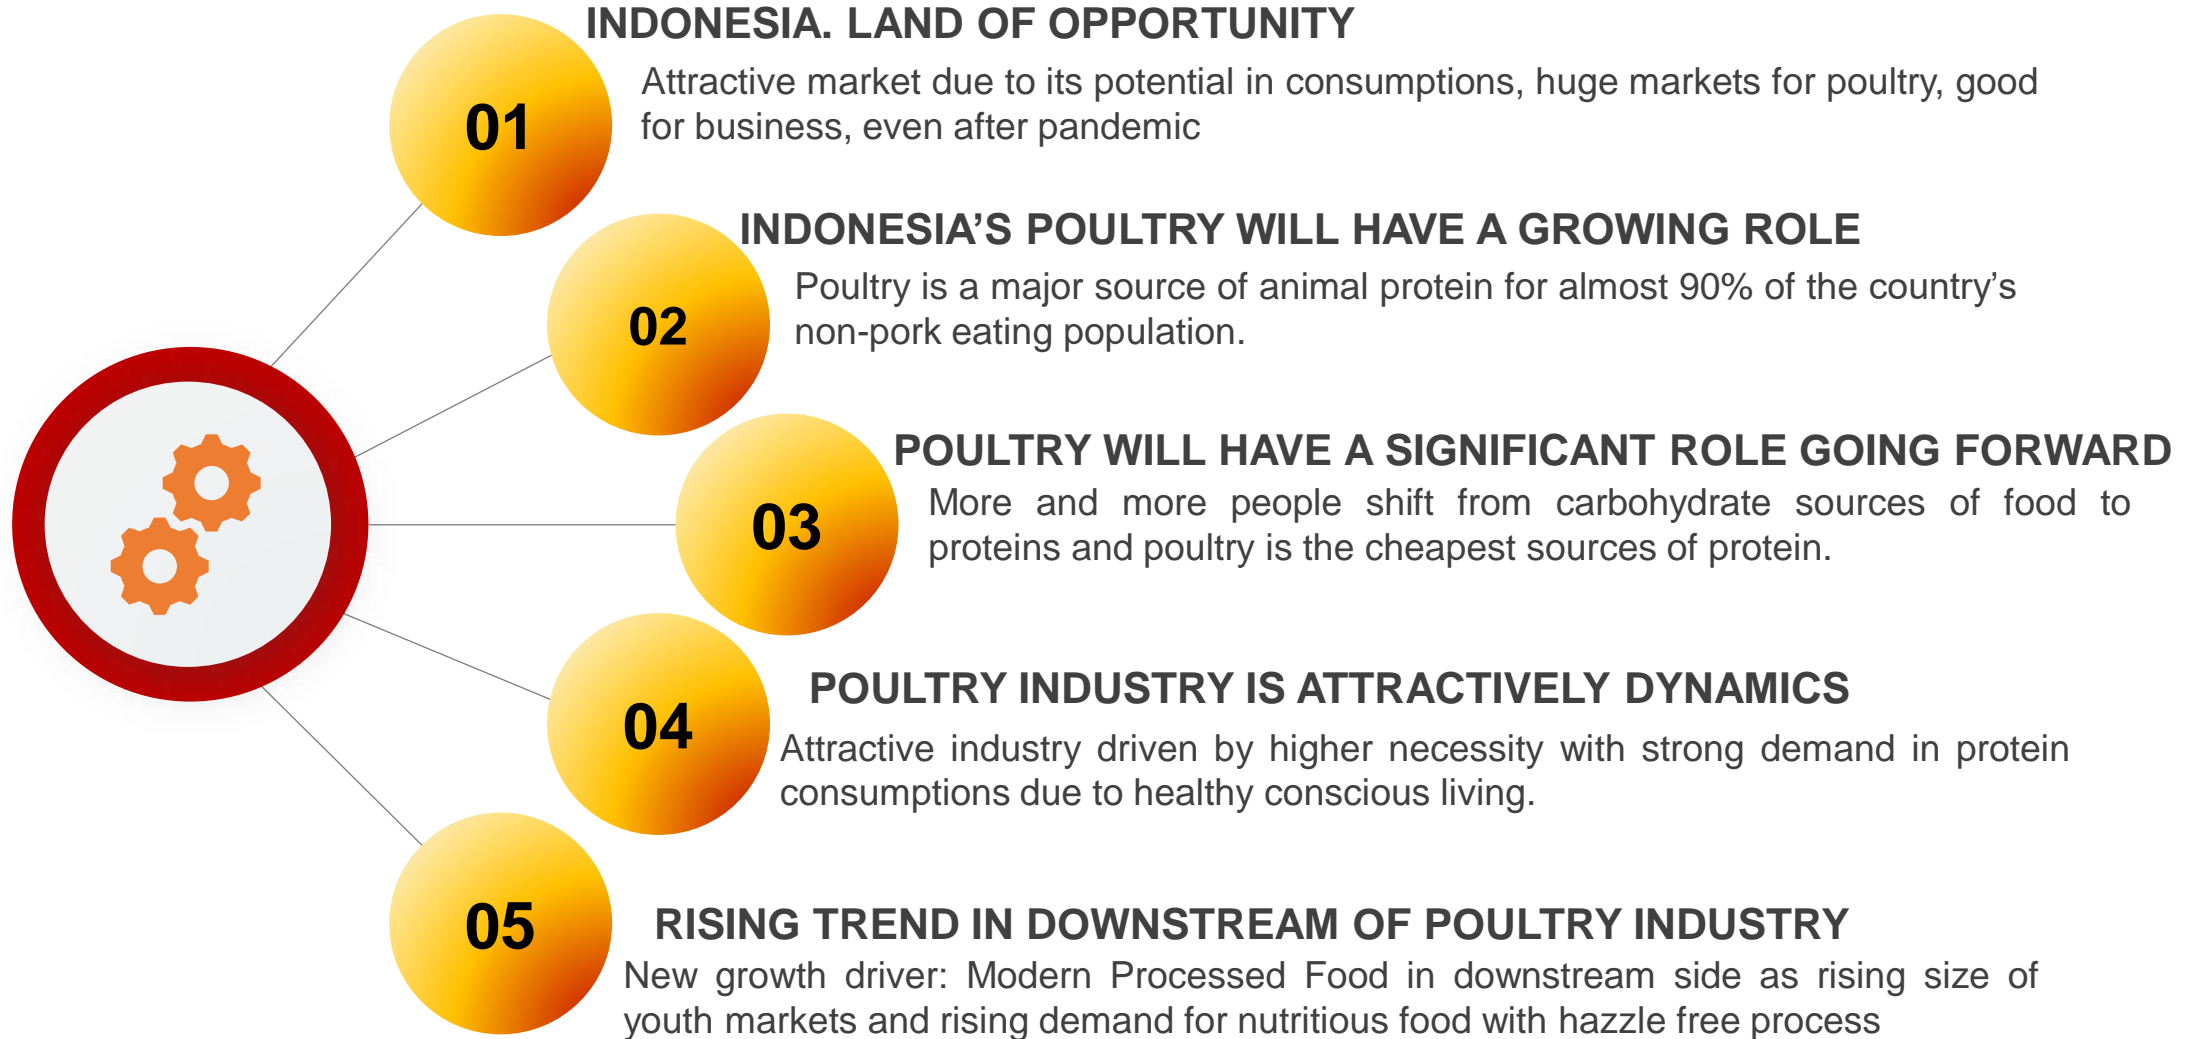 INDONESIA. LAND OF OPPORTUNITY
01
Attractive market due to its potential in consumptions, huge markets for poultry, good
for business, even after pandemic
INDONESIA’S POULTRY WILL HAVE A GROWING ROLE
02
Poultry is a major source of animal protein for almost 90% of the country’s
non-pork eating population.
POULTRY WILL HAVE A SIGNIFICANT ROLE GOING FORWARD
03
More and more people shift from carbohydrate sources of food to
proteins and poultry is the cheapest sources of protein.
POULTRY INDUSTRY IS ATTRACTIVELY DYNAMICS
04
Attractive industry driven by higher necessity with strong demand in protein
consumptions due to healthy conscious living.
RISING TREND IN DOWNSTREAM OF POULTRY INDUSTRY
05
New growth driver: Modern Processed Food in downstream side as rising size of
youth markets and rising demand for nutritious food with hazzle free process